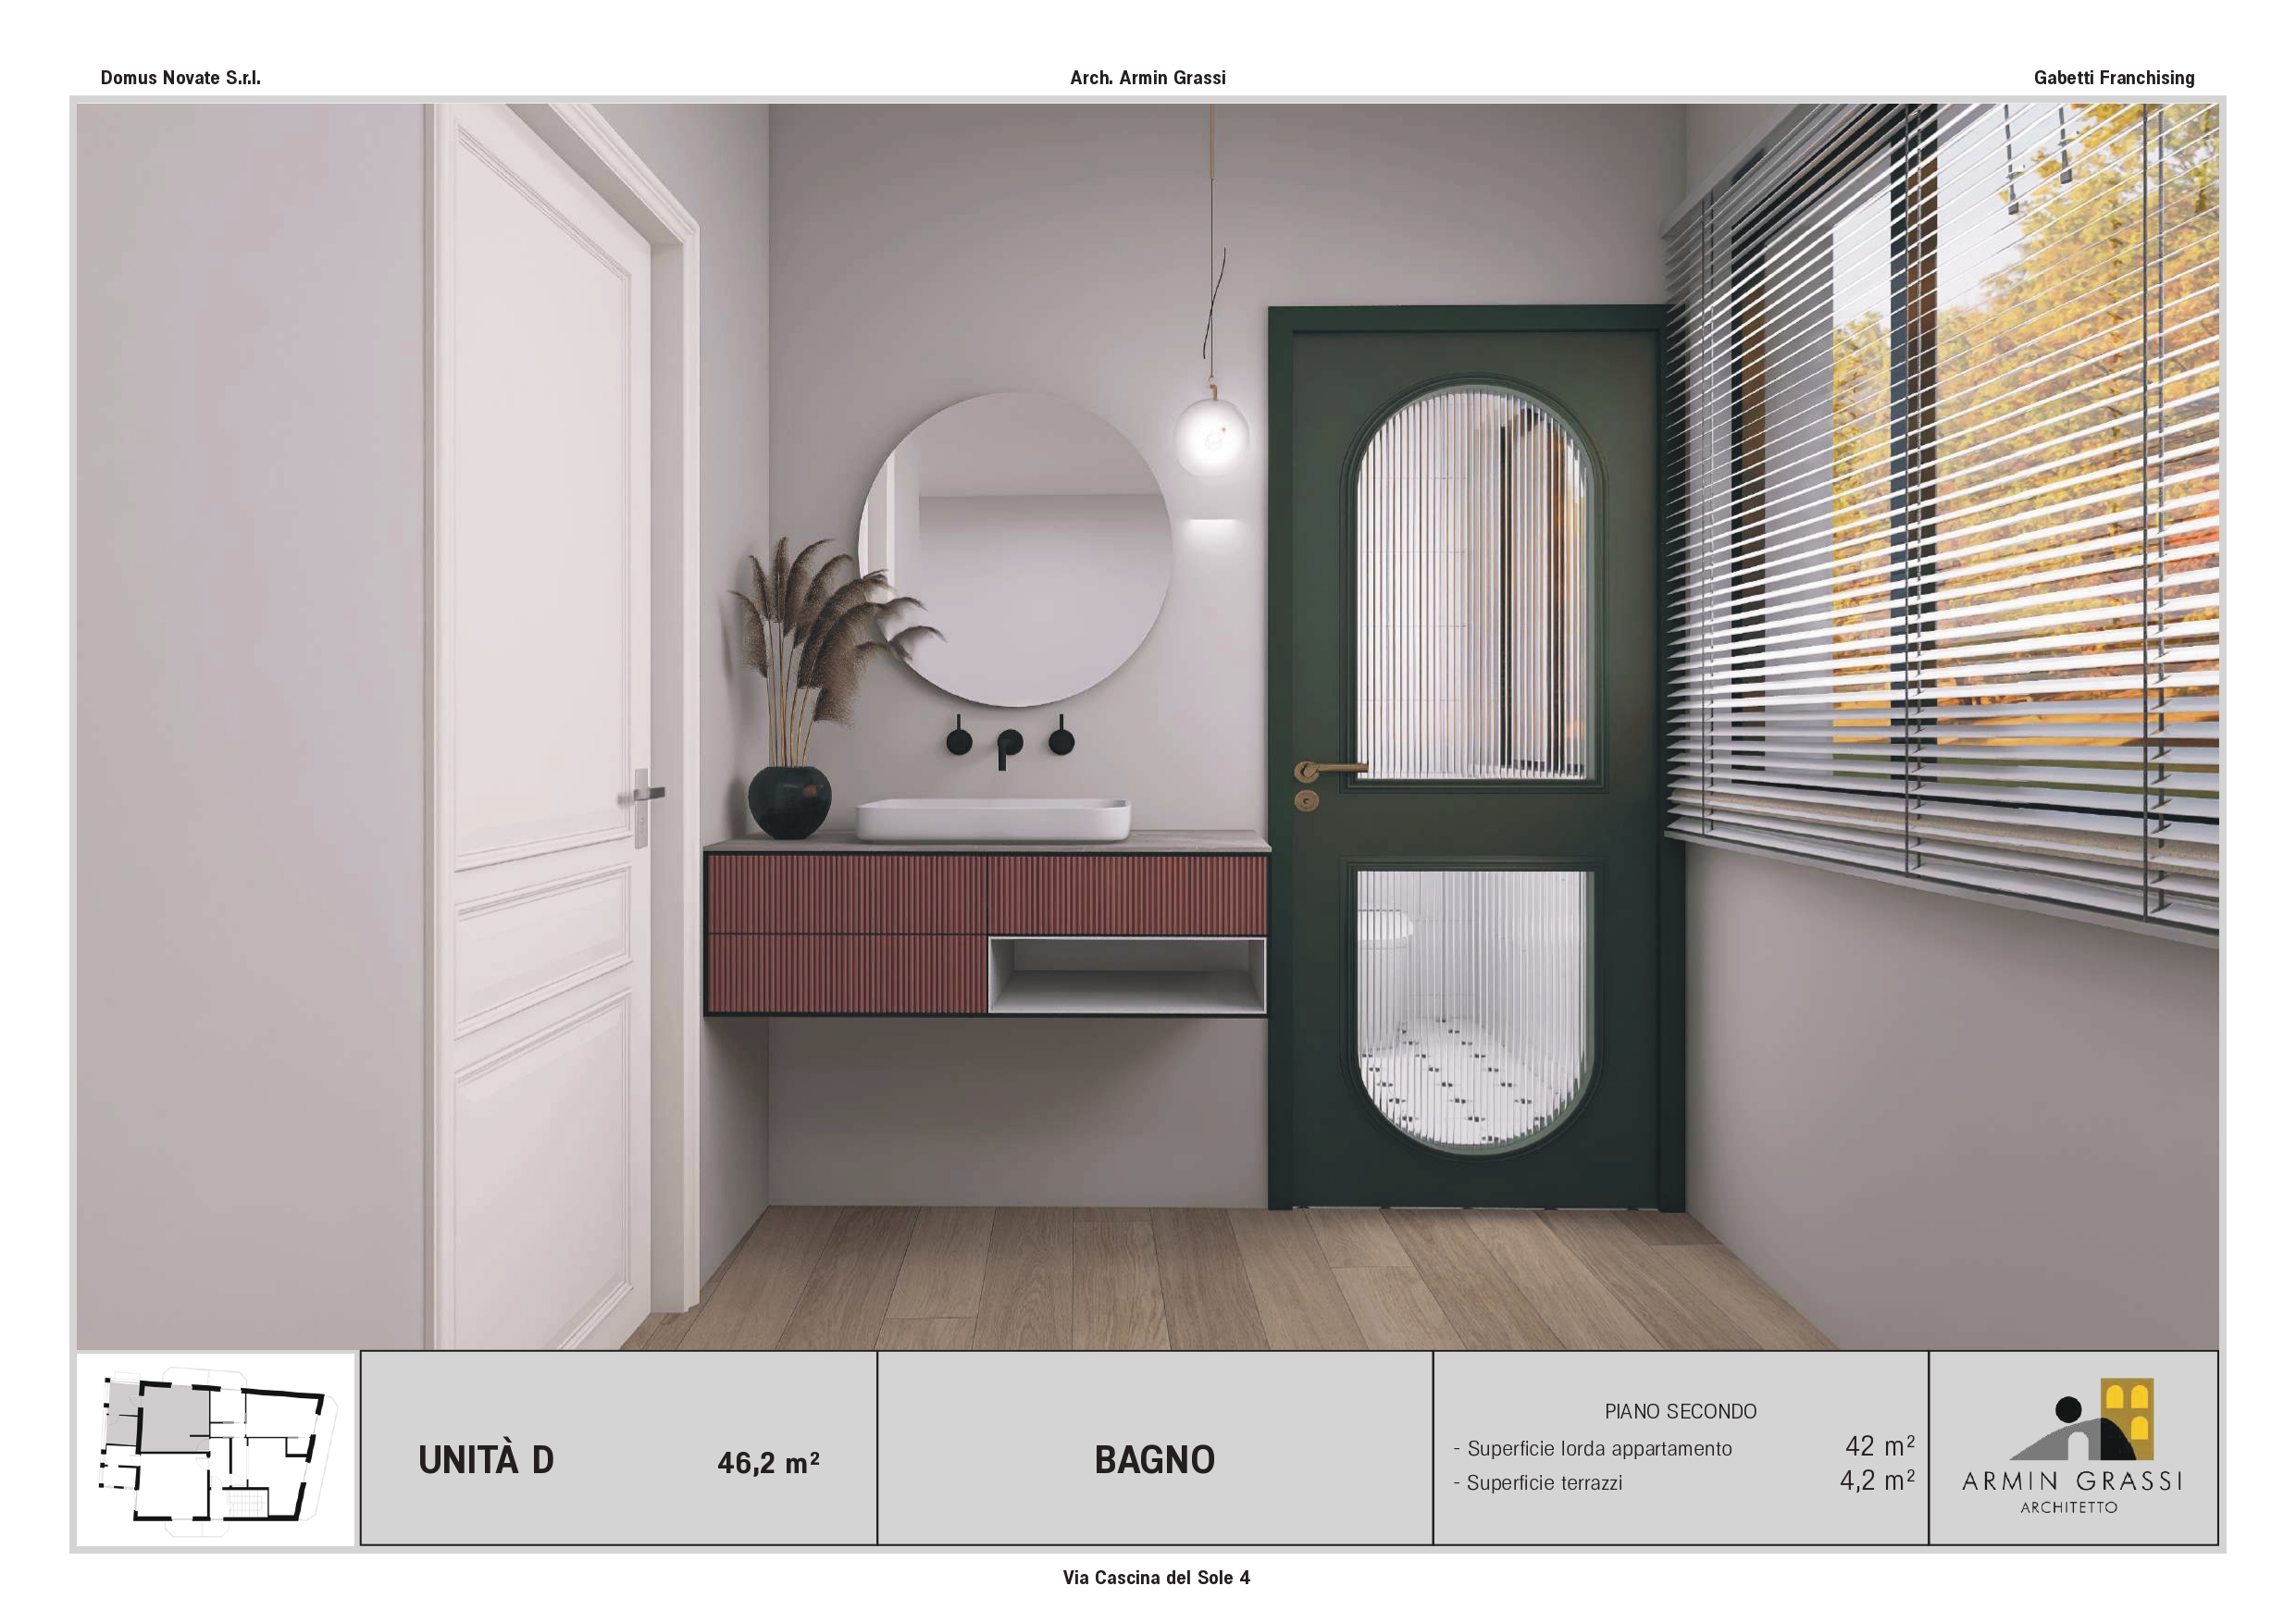 Domus Novate S.r.l.
Arch. Armin Grassi
Gabetti Franchising
UNITÀ D
46,2 m²
BAGNO
PIANO SECONDO
- Superficie lorda appartamento 42 m²
- Superficie terrazzi 4,2 m²
ARMIN GRASSI
ARCHITETTO
Via Cascina del Sole 4